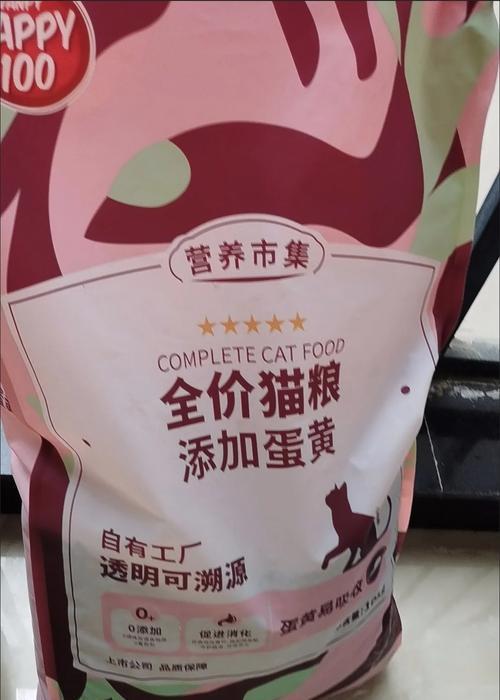 APPY
100
营养市集
COMPLETE CAT FOOD
全价猫粮
添加蛋黄
自有工厂
透明可溯源
0+
0添加
促进消化
蛋黄易吸收
上市公司 品质保障